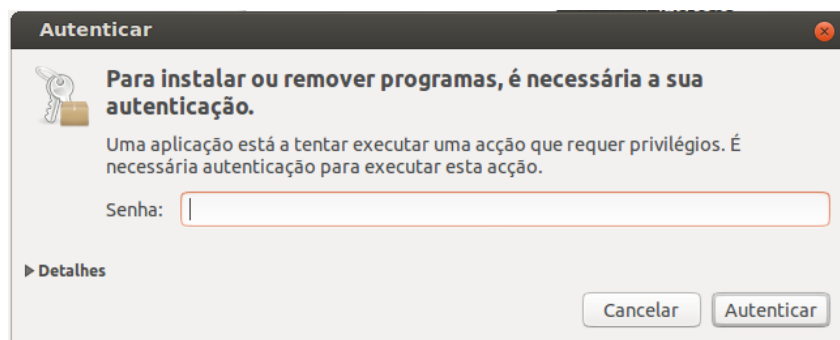 Autenticar
Para instalar ou remover programas, é necessária a sua
autenticação.
Uma aplicação está a tentar executar uma acção que requer privilégios. É
necessária autenticação para executar esta acção.
Senha:
Detalhes
Cancelar Autenticar